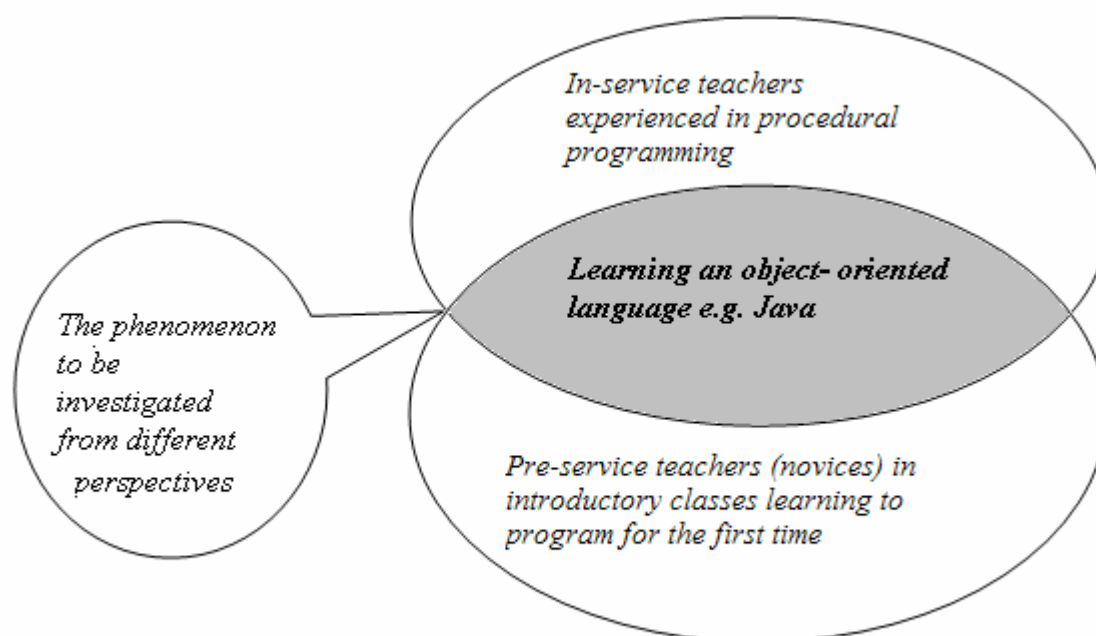 In-service teachers
experienced in procedural
programming
Learning an object- oriented
language e.g. Java
The phenomenon
to be
investigated
from different
perspectives
Pre-service teachers (novices) in
introductory classes learning to
program for the first time